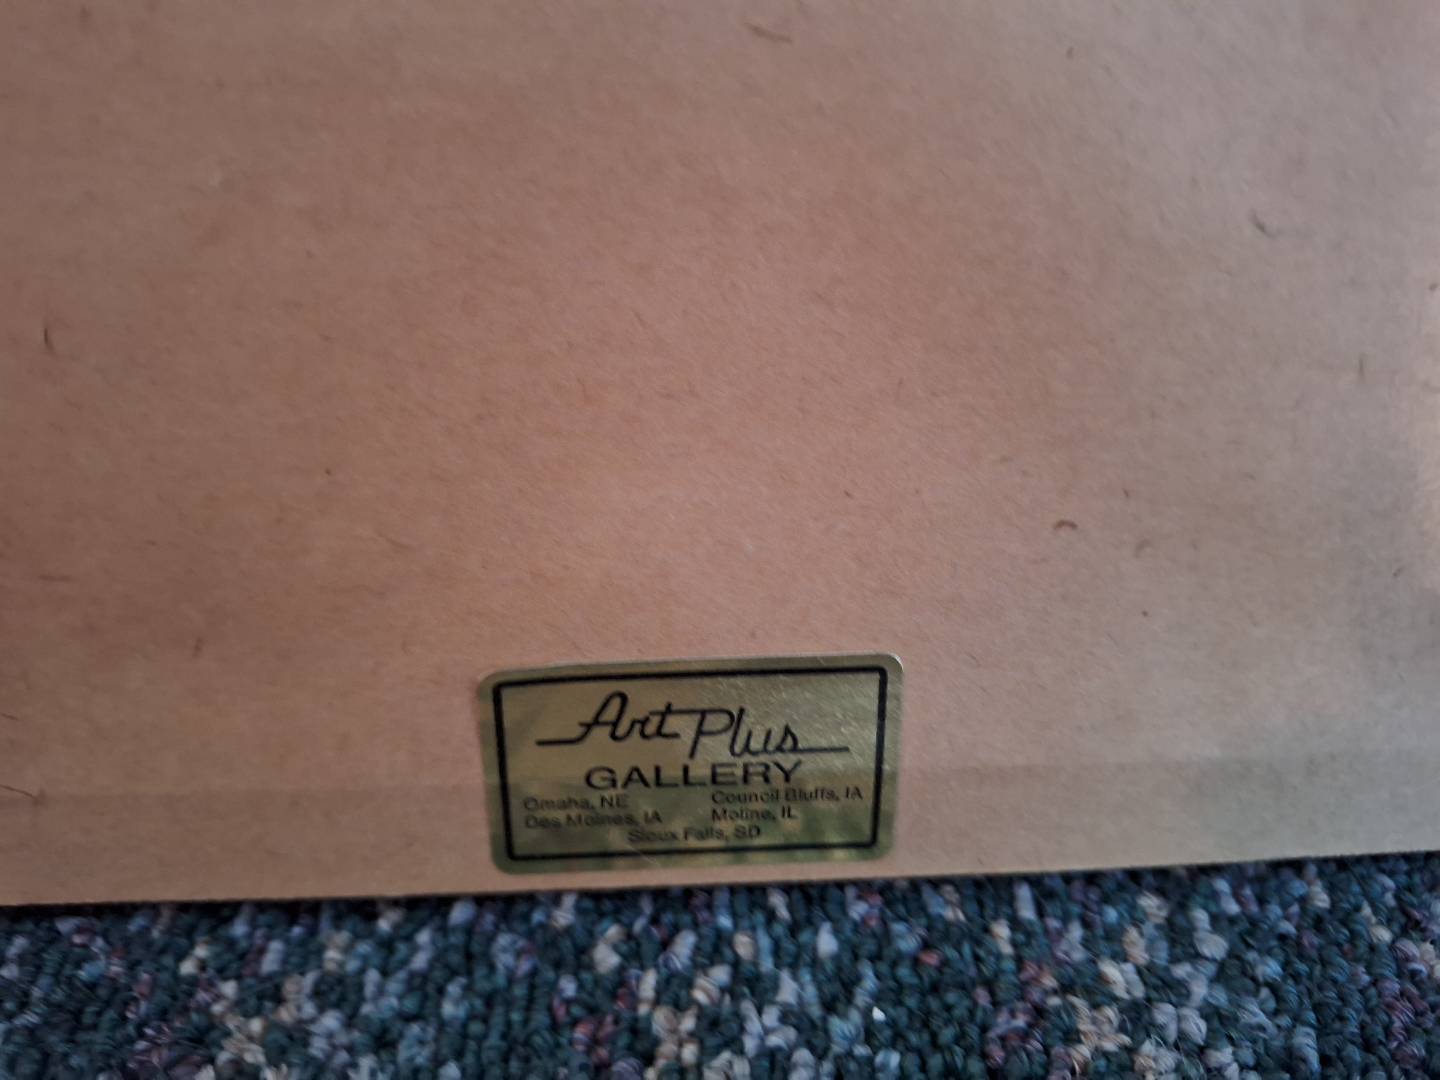 Art Plus
GALLERY
Omaha, NE Council Bluffs, IA
Des Moines, IA Moline, IL
Sioux Falls, SD